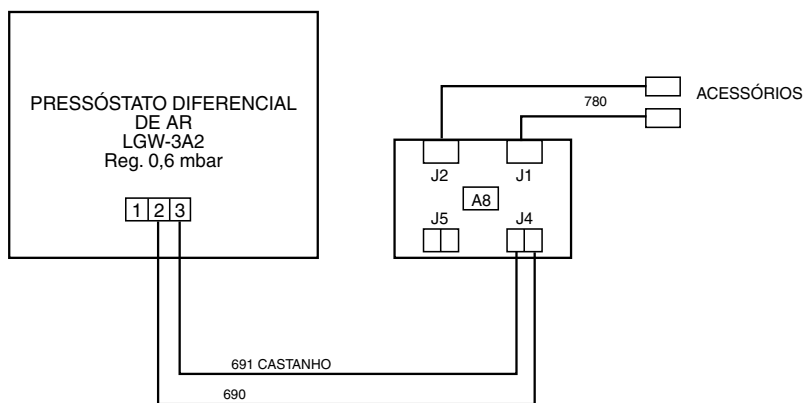 PRESSÓSTATO DIFERENCIAL
DE AR
LGW-3A2
Reg. 0,6 mbar
1 2 3
780
ACESSÓRIOS
J2 J1
A8
J5 J4
691 CASTANHO
690